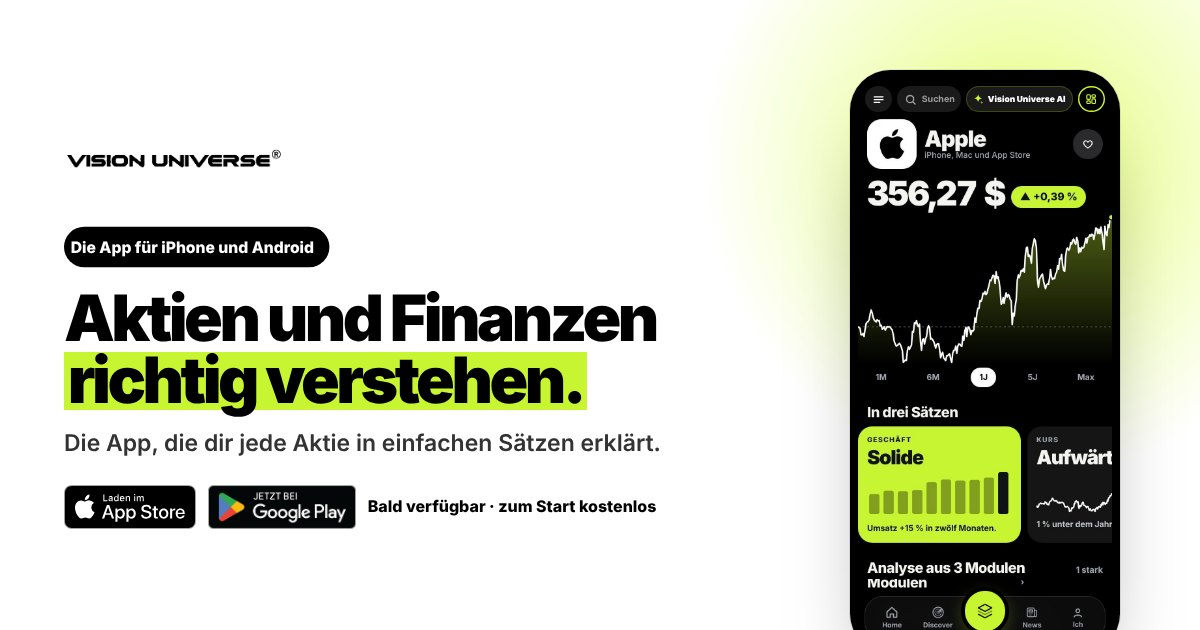 VISION UNIVERSE®
Die App für iPhone und Android
Aktien und Finanzen
richtig verstehen.
Die App, die dir jede Aktie in einfachen Sätzen erklärt.
Laden im
App Store
JETZT BEI
Google Play
Bald verfügbar · zum Start kostenlos
Suchen
Vision Universe AI
Apple
iPhone, Mac und App Store
356,27 $
▲ +0,39 %
1M 6M 1J 5J Max
In drei Sätzen
GESCHÄFT
Solide
Umsatz +15 % in zwölf Monaten.
KURS
Aufwärt
1 % unter dem Jahr
Analyse aus 3 Modulen
1 stark
Modulen
Home Discover News Ich